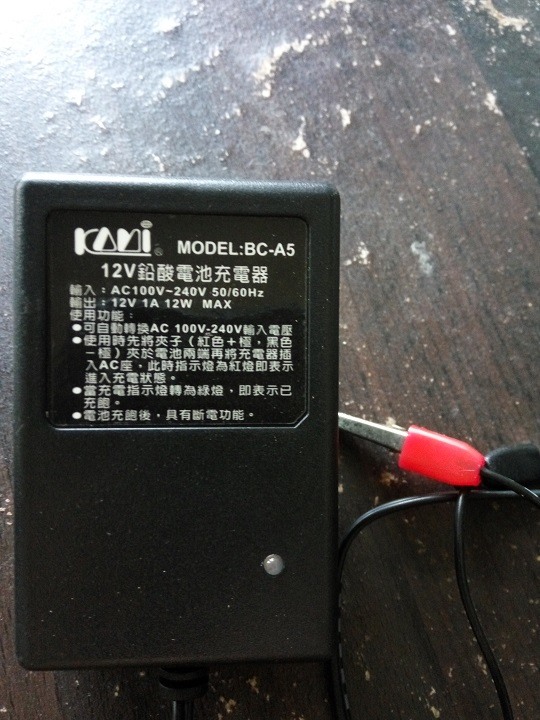 KAMi® MODEL:BC-A5
12V鉛酸電池充電器
輸入：AC100V~240V 50/60Hz
輸出：12V 1A 12W MAX
使用功能：
●可自動轉換AC 100V-240V輸入電壓
●使用時先將夾子（紅色＋極，黑色
－極）夾於電池兩端再將充電器插
入AC座，此時指示燈為紅燈即表示
進入充電狀態。
●當充電指示燈轉為綠燈，即表示已
充飽。
●電池充飽後，具有斷電功能。